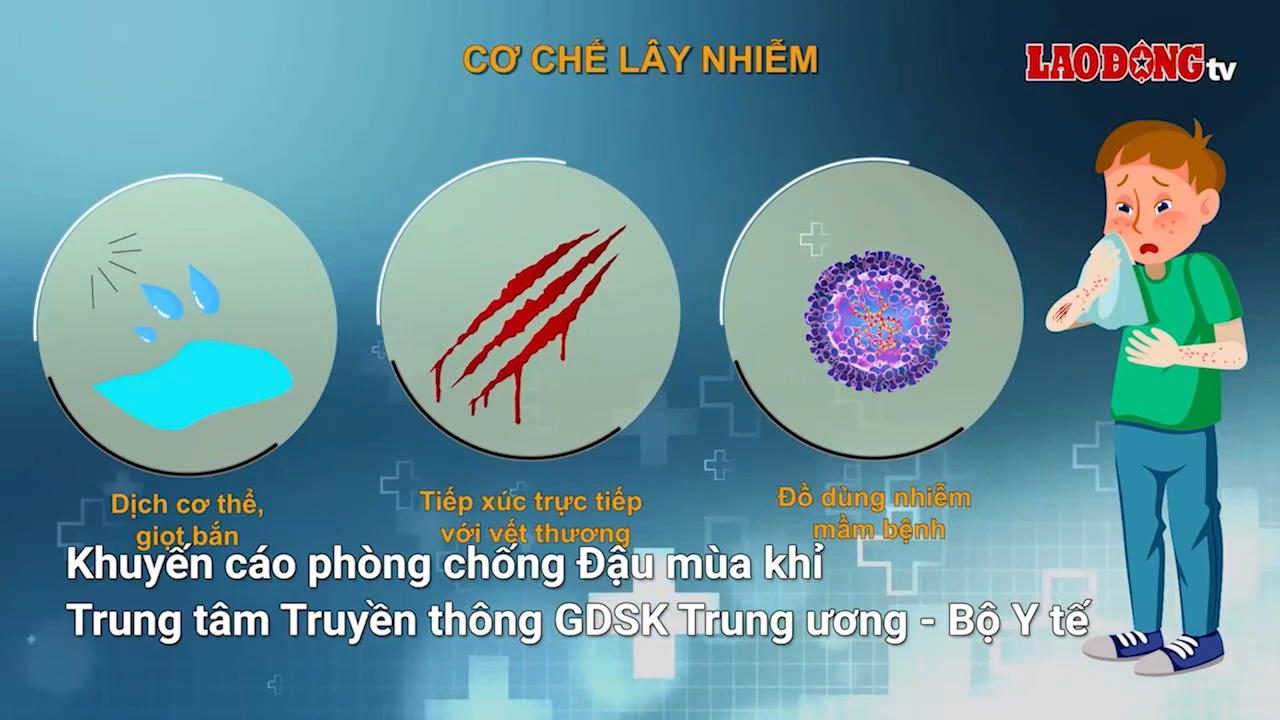 CƠ CHẾ LÂY NHIỄM
LAO ĐỘNG tv
Dịch cơ thể,
giọt bắn
Tiếp xúc trực tiếp
với vết thương
Đồ dùng nhiễm
mầm bệnh
Khuyến cáo phòng chống Đậu mùa khỉ
Trung tâm Truyền thông GDSK Trung ương - Bộ Y tế